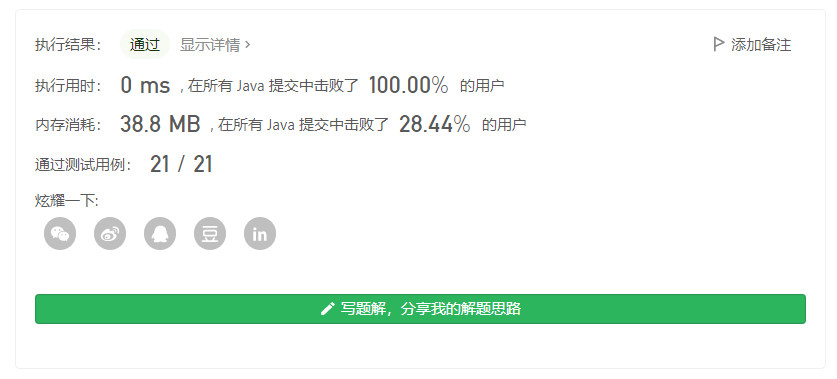 执行结果： 通过 显示详情 › 添加备注
执行用时： 0 ms , 在所有 Java 提交中击败了 100.00% 的用户
内存消耗： 38.8 MB , 在所有 Java 提交中击败了 28.44% 的用户
通过测试用例： 21 / 21
炫耀一下:
豆 in
写题解，分享我的解题思路